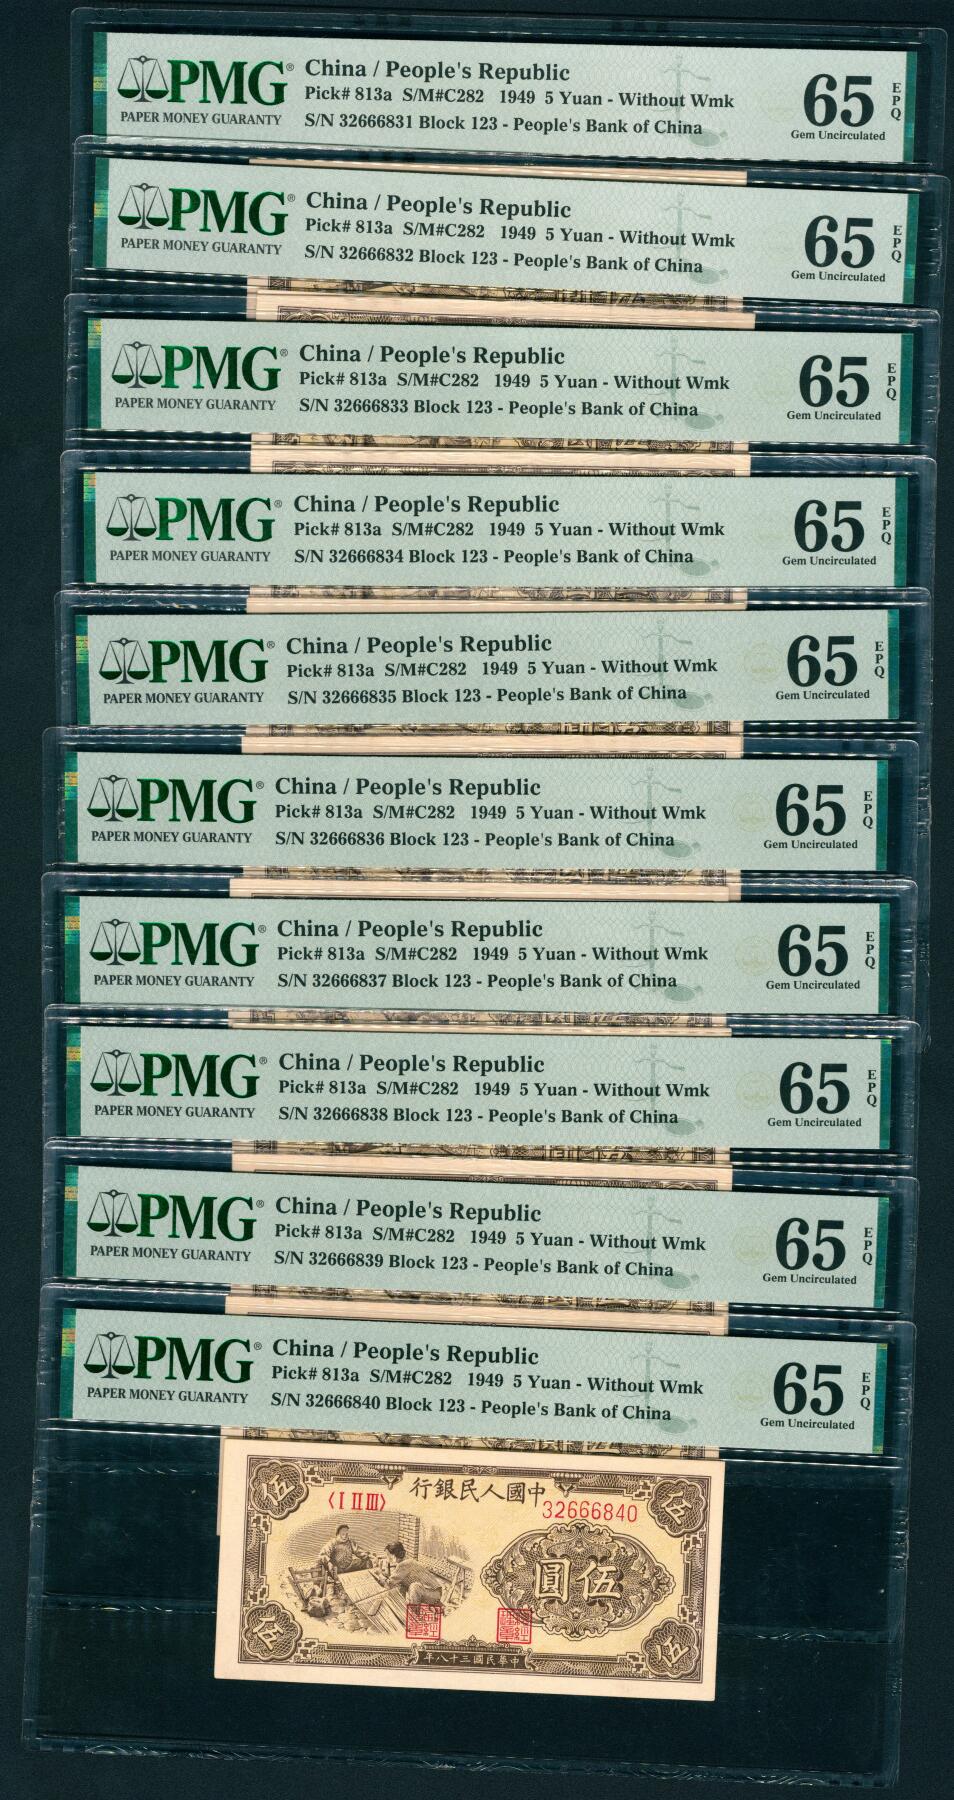 PMG®
PAPER MONEY GUARANTY
China / People's Republic
Pick# 813a S/M#C282 1949 5 Yuan - Without Wmk
S/N 32666831 Block 123 - People's Bank of China
65 EPQ
Gem Uncirculated
PMG®
PAPER MONEY GUARANTY
China / People's Republic
Pick# 813a S/M#C282 1949 5 Yuan - Without Wmk
S/N 32666832 Block 123 - People's Bank of China
65 EPQ
Gem Uncirculated
PMG®
PAPER MONEY GUARANTY
China / People's Republic
Pick# 813a S/M#C282 1949 5 Yuan - Without Wmk
S/N 32666833 Block 123 - People's Bank of China
65 EPQ
Gem Uncirculated
PMG®
PAPER MONEY GUARANTY
China / People's Republic
Pick# 813a S/M#C282 1949 5 Yuan - Without Wmk
S/N 32666834 Block 123 - People's Bank of China
65 EPQ
Gem Uncirculated
PMG®
PAPER MONEY GUARANTY
China / People's Republic
Pick# 813a S/M#C282 1949 5 Yuan - Without Wmk
S/N 32666835 Block 123 - People's Bank of China
65 EPQ
Gem Uncirculated
PMG®
PAPER MONEY GUARANTY
China / People's Republic
Pick# 813a S/M#C282 1949 5 Yuan - Without Wmk
S/N 32666836 Block 123 - People's Bank of China
65 EPQ
Gem Uncirculated
PMG®
PAPER MONEY GUARANTY
China / People's Republic
Pick# 813a S/M#C282 1949 5 Yuan - Without Wmk
S/N 32666837 Block 123 - People's Bank of China
65 EPQ
Gem Uncirculated
PMG®
PAPER MONEY GUARANTY
China / People's Republic
Pick# 813a S/M#C282 1949 5 Yuan - Without Wmk
S/N 32666838 Block 123 - People's Bank of China
65 EPQ
Gem Uncirculated
PMG®
PAPER MONEY GUARANTY
China / People's Republic
Pick# 813a S/M#C282 1949 5 Yuan - Without Wmk
S/N 32666839 Block 123 - People's Bank of China
65 EPQ
Gem Uncirculated
PMG®
PAPER MONEY GUARANTY
China / People's Republic
Pick# 813a S/M#C282 1949 5 Yuan - Without Wmk
S/N 32666840 Block 123 - People's Bank of China
65 EPQ
Gem Uncirculated
中國人民銀行
伍
伍
〈I II III〉
32666840
伍圓
伍
伍
中華民國三十八年